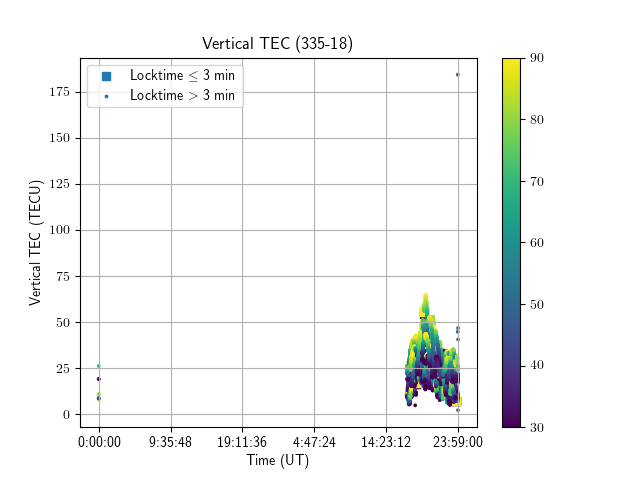 Vertical TEC (335-18)
Locktime ≤ 3 min
Locktime > 3 min
Vertical TEC (TECU)
175
150
125
100
75
50
25
0
0:00:00 9:35:48 19:11:36 4:47:24 14:23:12 23:59:00
Time (UT)
90
80
70
60
50
40
30